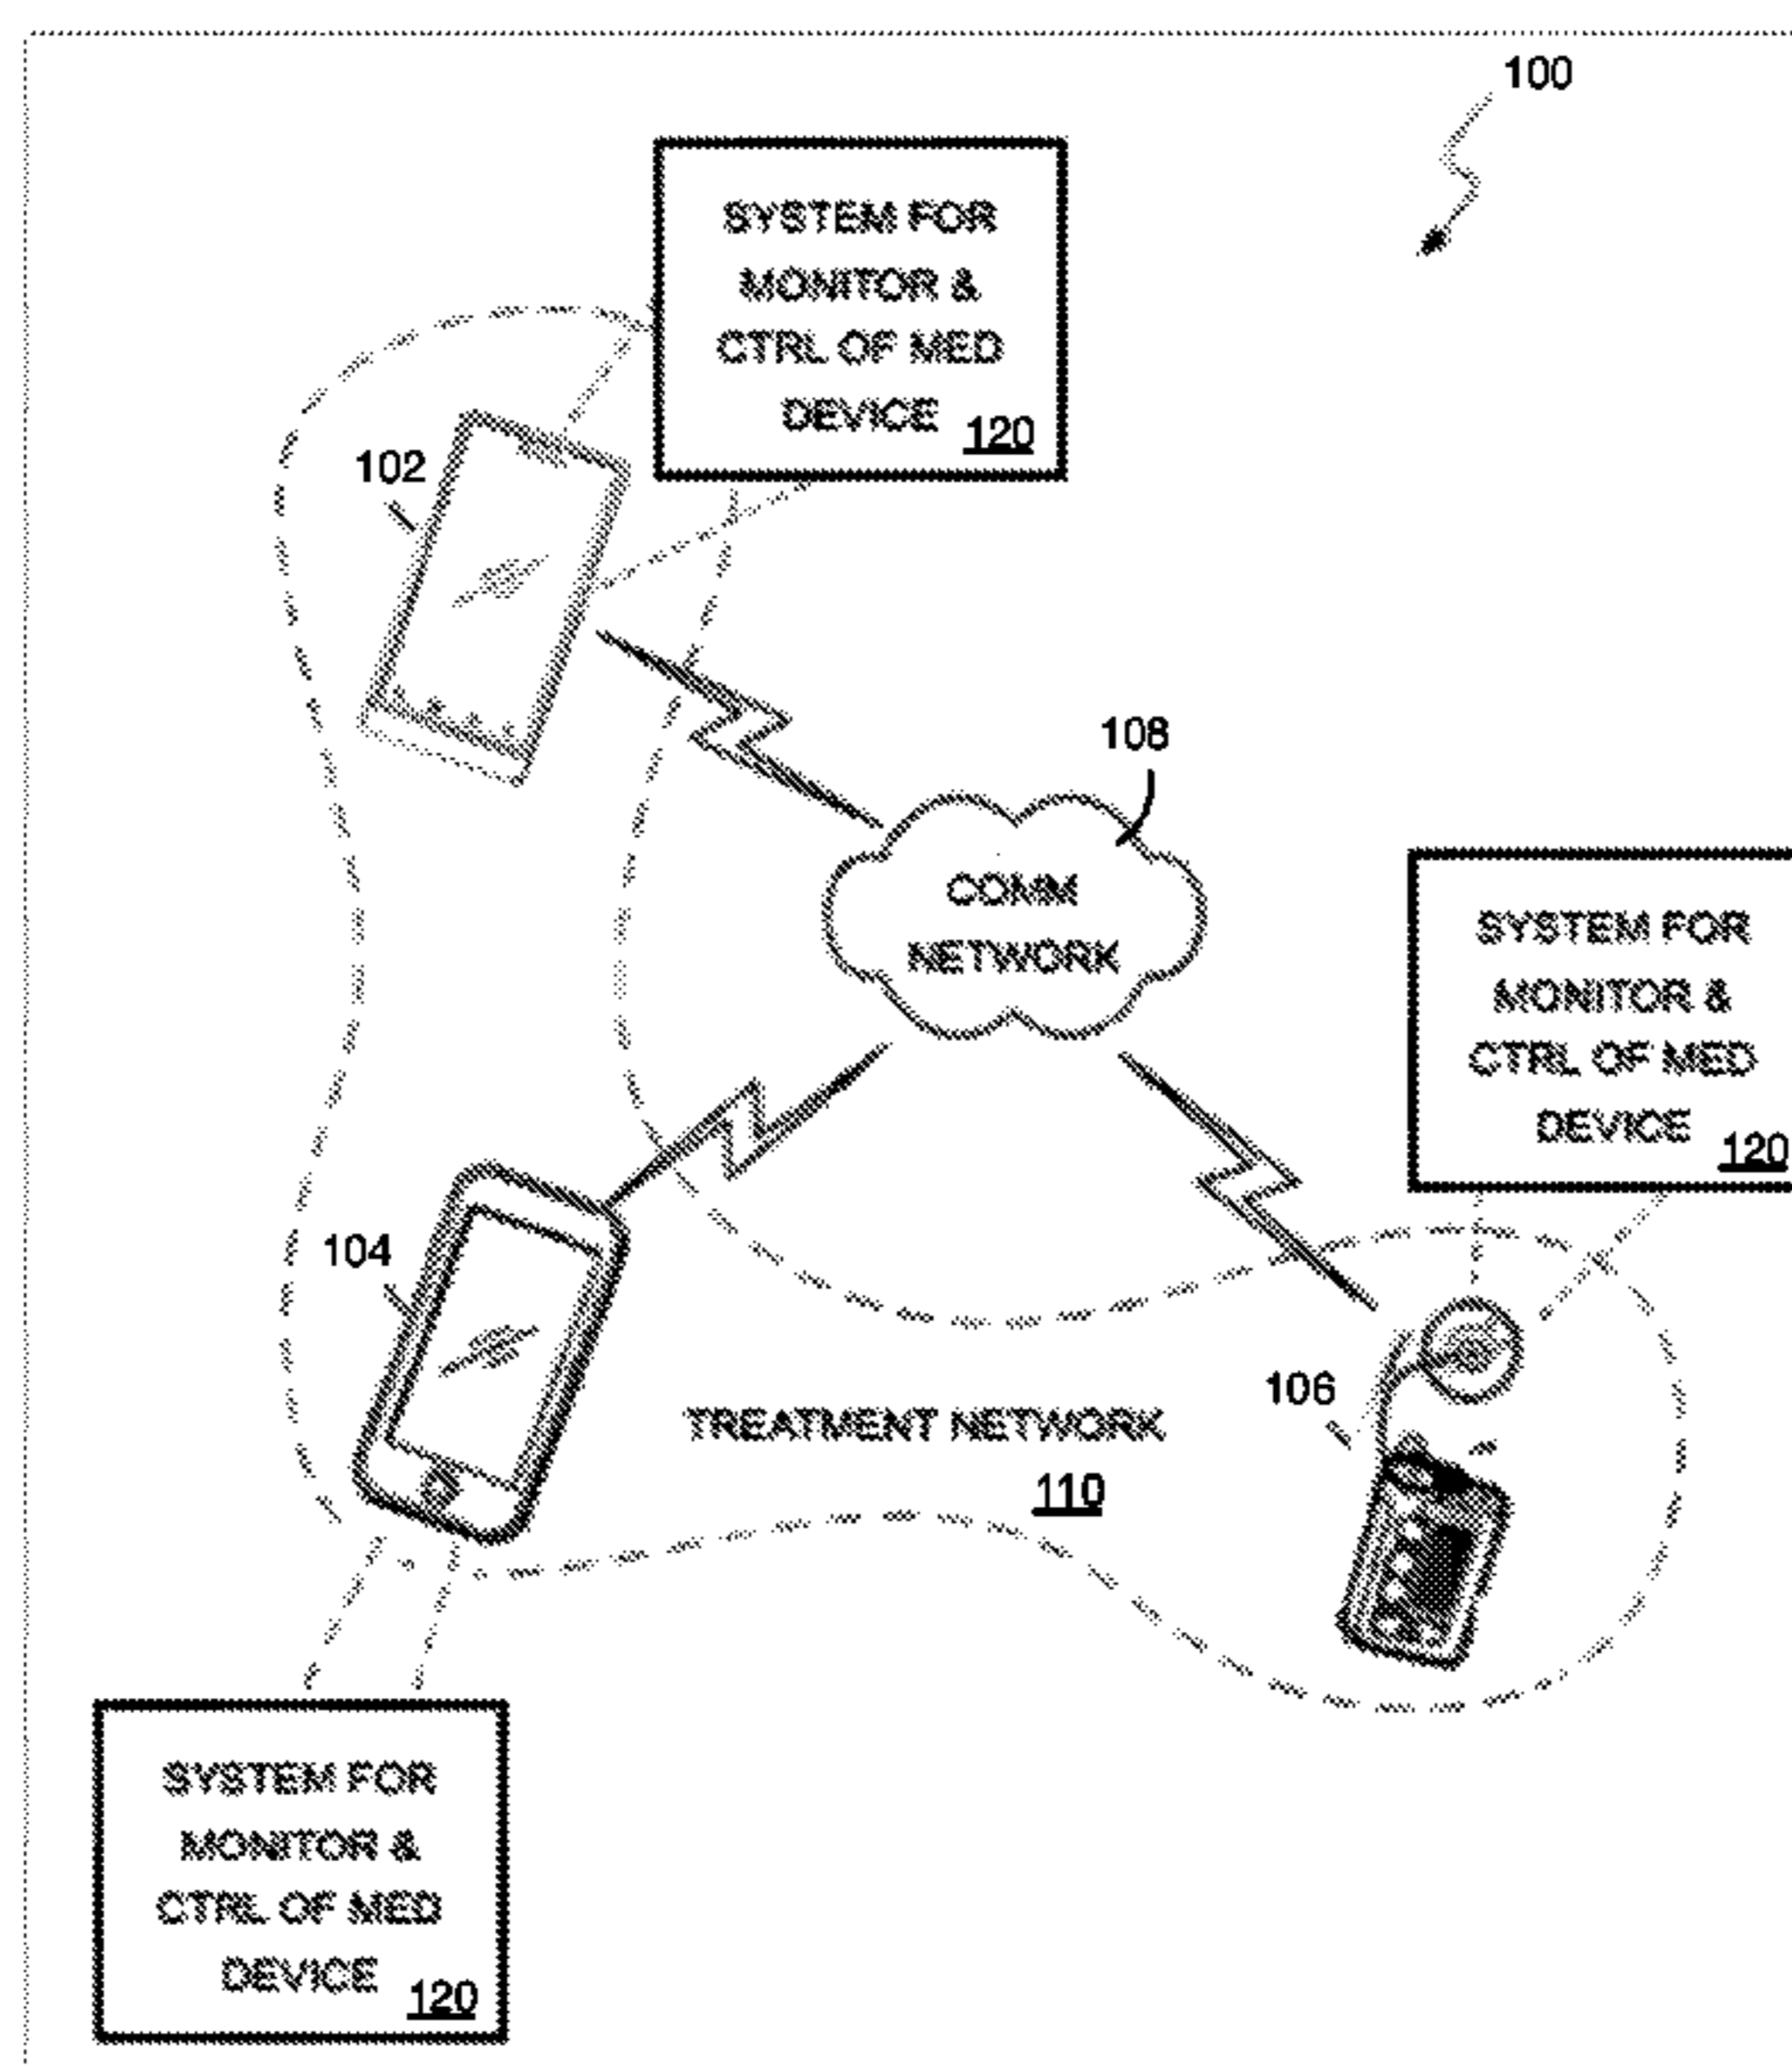 100
SYSTEM FOR
MONITOR &
CTRL OF MED
DEVICE 120
102
108
COMM
NETWORK
SYSTEM FOR
MONITOR &
CTRL OF MED
DEVICE 120
104
106
TREATMENT NETWORK
110
SYSTEM FOR
MONITOR &
CTRL OF MED
DEVICE 120